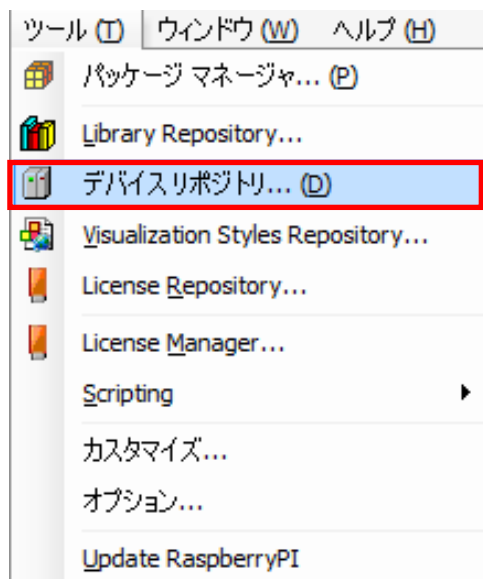 ツール (T) ウィンドウ (W) ヘルプ (H)
パッケージ マネージャ... (P)
Library Repository...
デバイス リポジトリ... (D)
Visualization Styles Repository...
License Repository...
License Manager...
Scripting
カスタマイズ...
オプション...
Update RaspberryPI